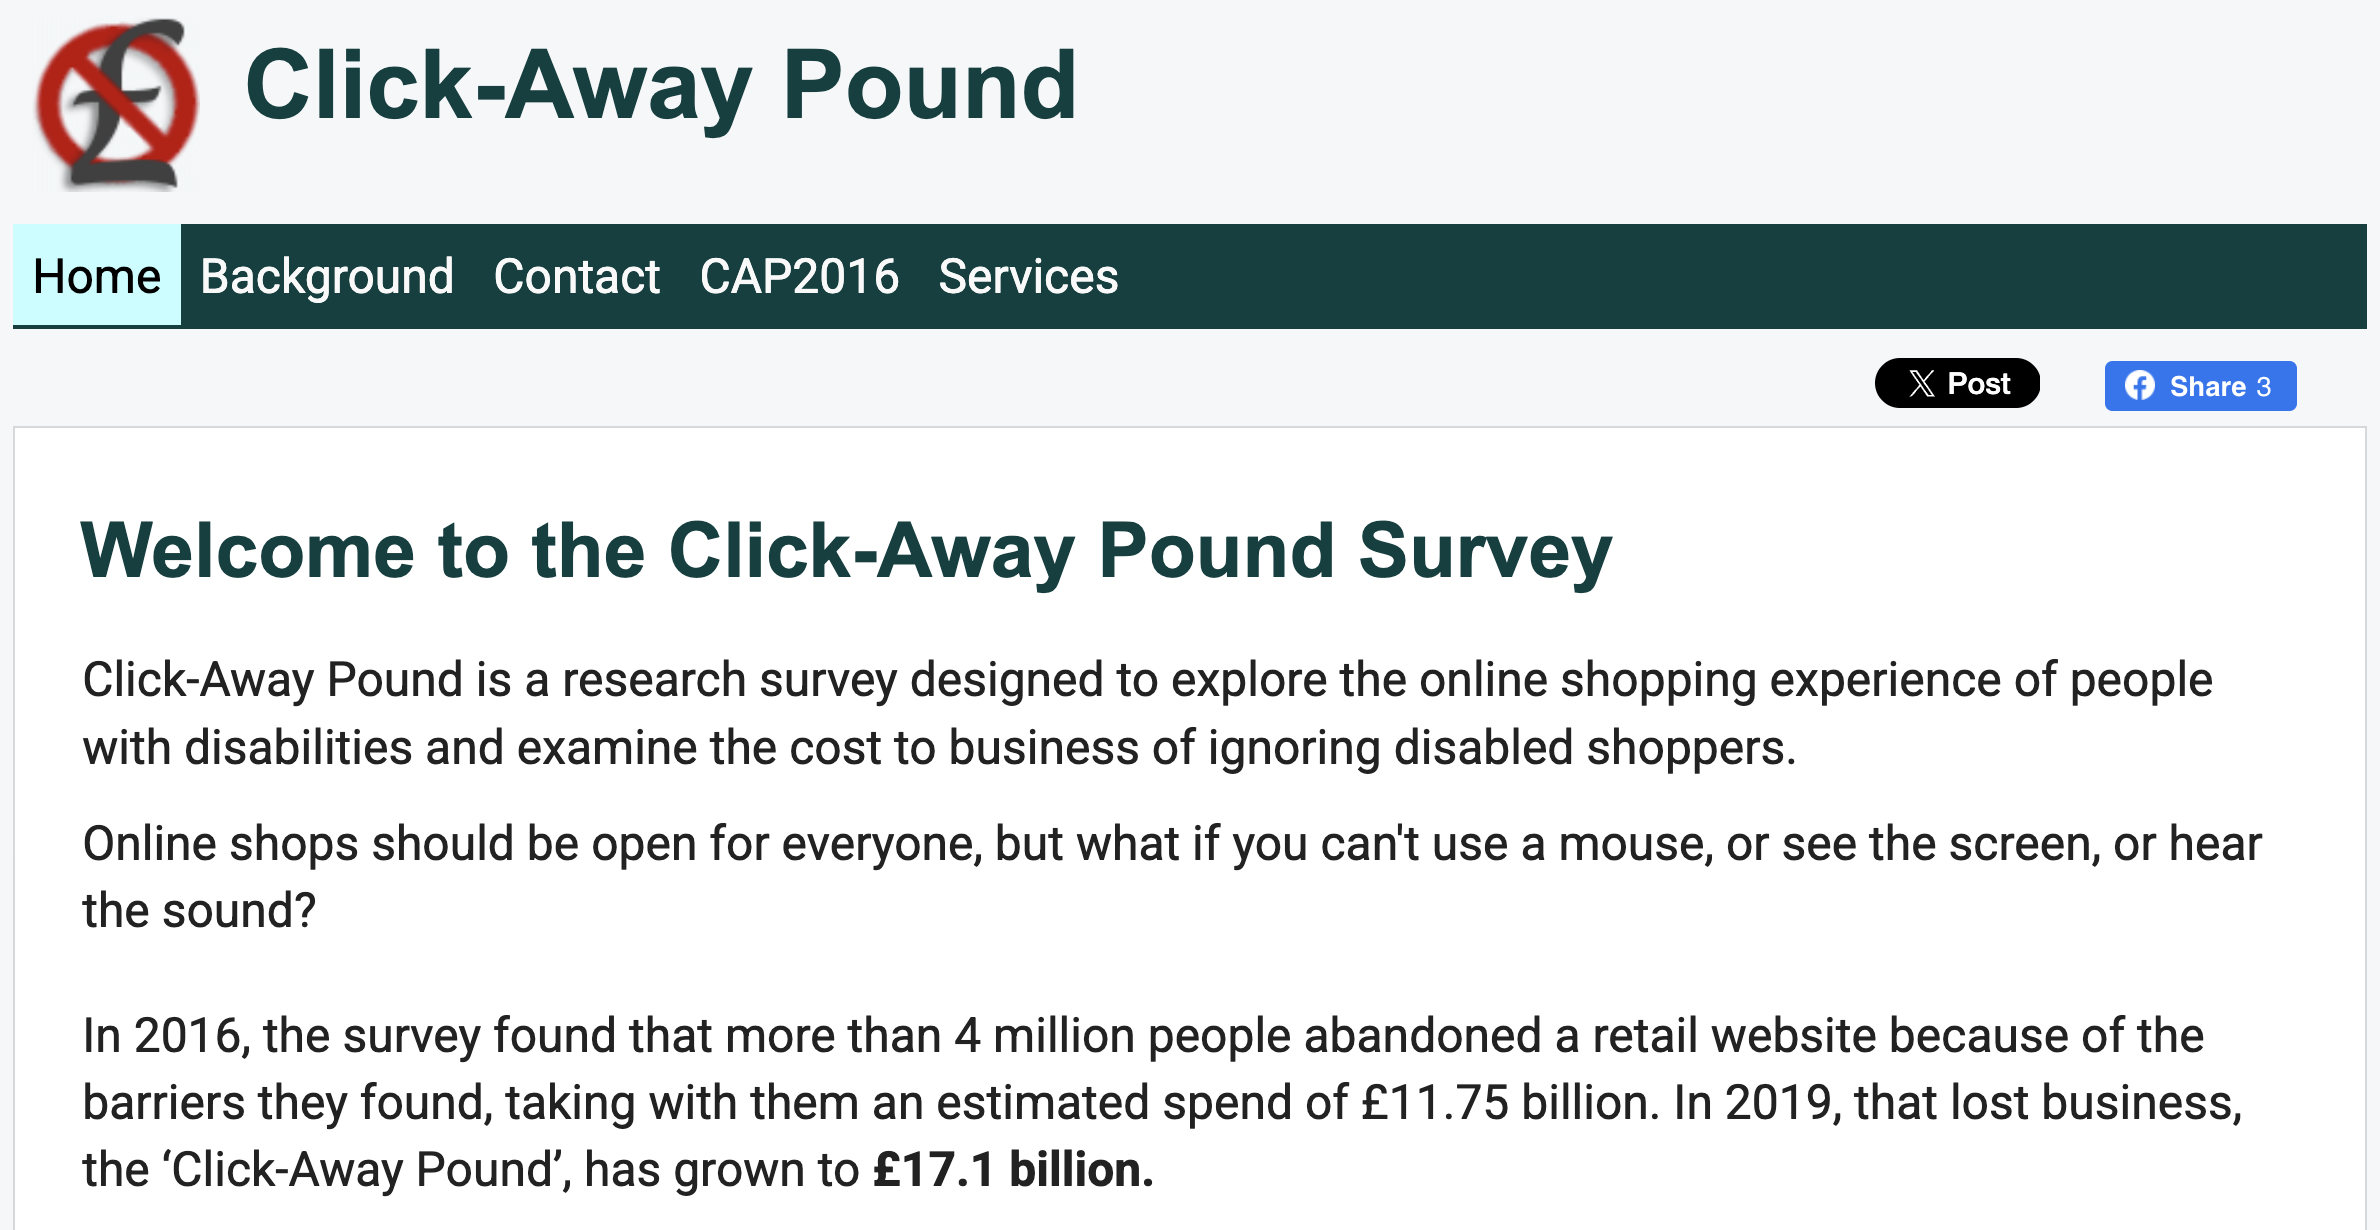 £
Click-Away Pound
Home Background Contact CAP2016 Services
X Post
Share 3
Welcome to the Click-Away Pound Survey
Click-Away Pound is a research survey designed to explore the online shopping experience of people
with disabilities and examine the cost to business of ignoring disabled shoppers.
Online shops should be open for everyone, but what if you can't use a mouse, or see the screen, or hear
the sound?
In 2016, the survey found that more than 4 million people abandoned a retail website because of the
barriers they found, taking with them an estimated spend of £11.75 billion. In 2019, that lost business,
the ‘Click-Away Pound’, has grown to £17.1 billion.